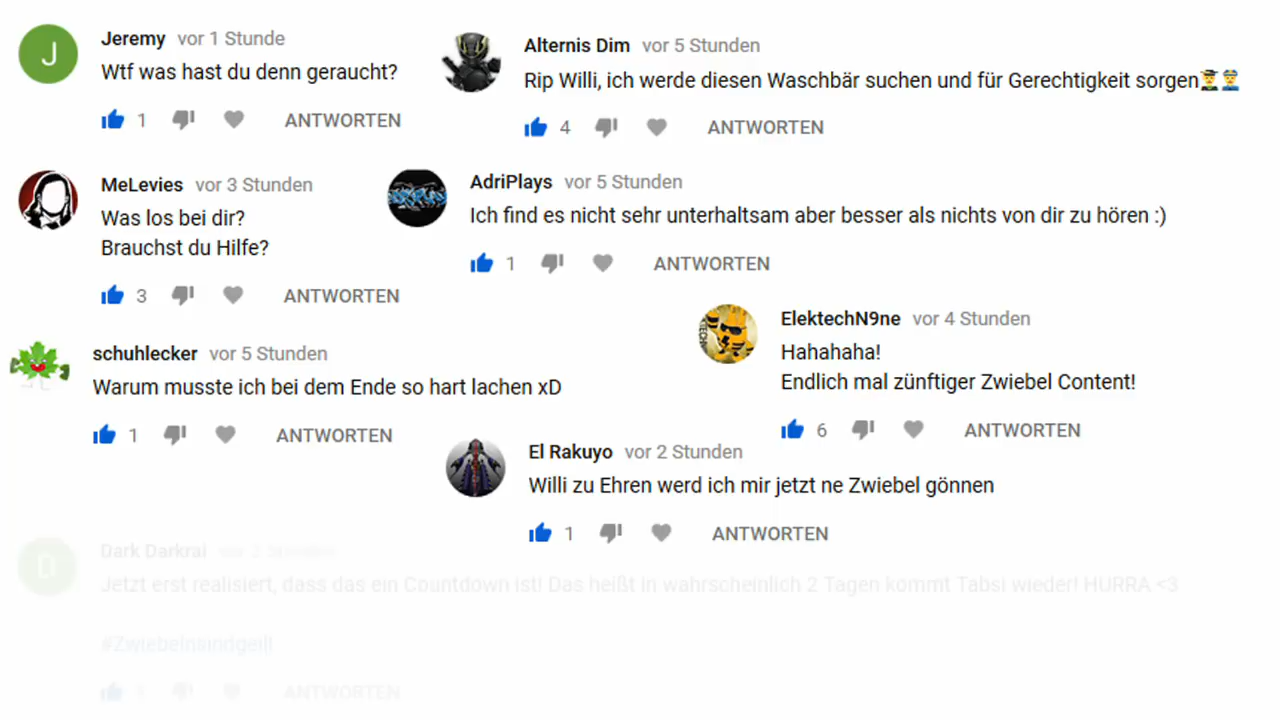 J
Jeremy vor 1 Stunde
Wtf was hast du denn geraucht?
1 ANTWORTEN
Alternis Dim vor 5 Stunden
Rip Willi, ich werde diesen Waschbär suchen und für Gerechtigkeit sorgen
4 ANTWORTEN
MeLevies vor 3 Stunden
Was los bei dir?
Brauchst du Hilfe?
3 ANTWORTEN
AdriPlays vor 5 Stunden
Ich find es nicht sehr unterhaltsam aber besser als nichts von dir zu hören :)
1 ANTWORTEN
ElektechN9ne vor 4 Stunden
Hahahaha!
Endlich mal zünftiger Zwiebel Content!
6 ANTWORTEN
schuhlecker vor 5 Stunden
Warum musste ich bei dem Ende so hart lachen xD
1 ANTWORTEN
El Rakuyo vor 2 Stunden
Willi zu Ehren werd ich mir jetzt ne Zwiebel gönnen
1 ANTWORTEN
D
Dark Darkrai vor Stunden
Jetzt erst realisiert, dass das ein Countdown ist! Das heißt in wahrscheinlich 2 Tagen kommt Tabsi wieder! HURRA <3
ANTWORTEN